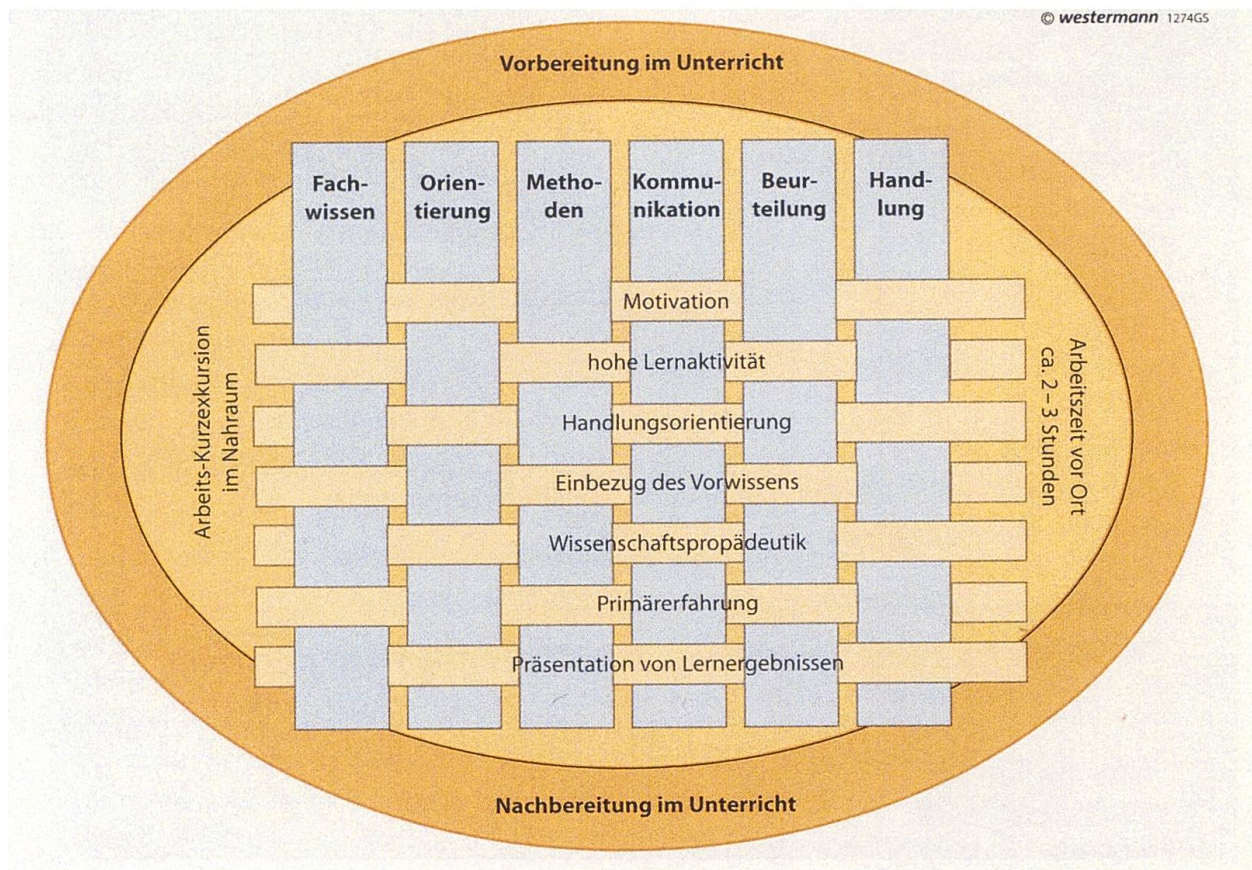 © westermann 1274GS
Vorbereitung im Unterricht
Fach-
wissen
Orien-
tierung
Metho-
den
Kommu-
nikation
Beur-
teilung
Hand-
lung
Arbeits-Kurzexkursion
im Nahraum
Motivation
hohe Lernaktivität
Handlungsorientierung
Einbezug des Vorwissens
Wissenschaftspropädeutik
Primärerfahrung
Präsentation von Lernergebnissen
Arbeitszeit vor Ort
ca. 2 – 3 Stunden
Nachbereitung im Unterricht